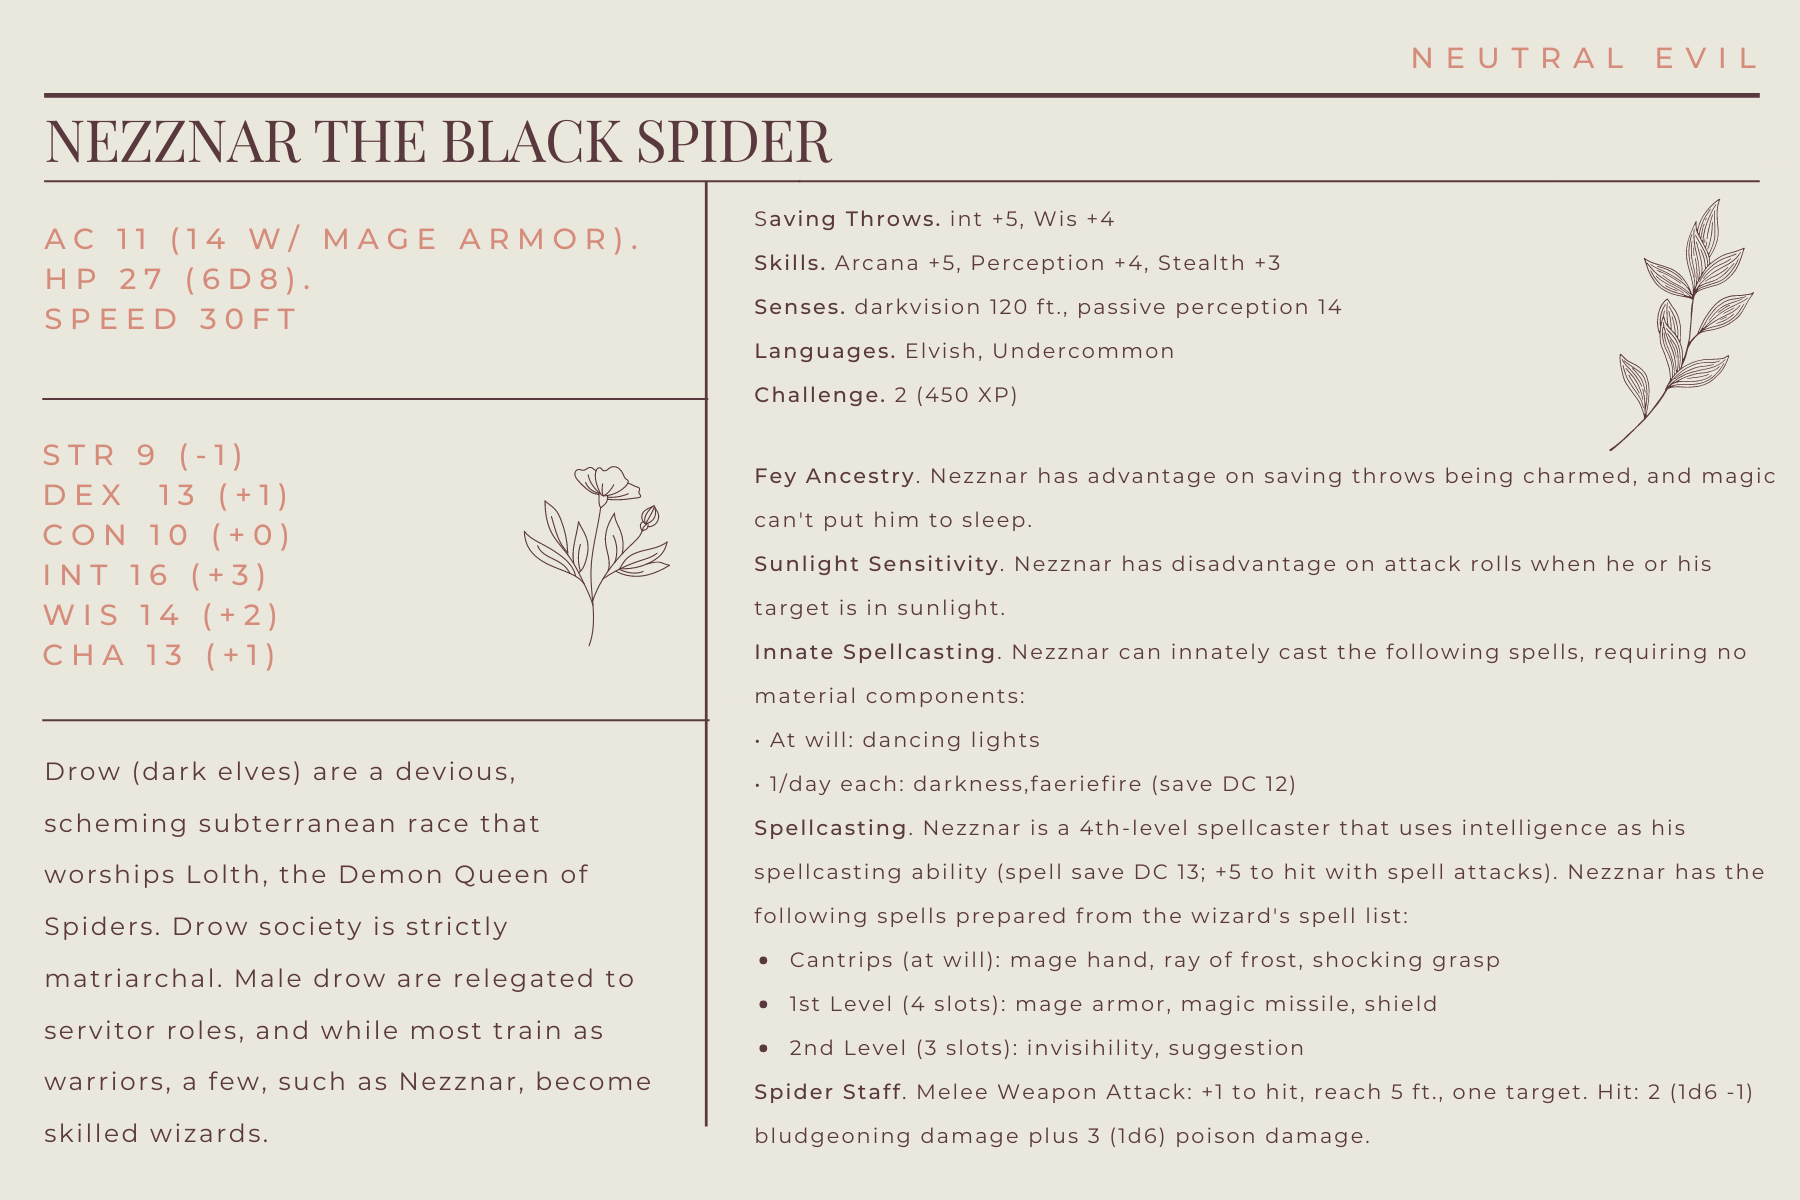 NEUTRAL EVIL
NEZZNAR THE BLACK SPIDER
AC 11 (14 W/ MAGE ARMOR).
HP 27 (6D8).
SPEED 30FT
STR 9 (-1)
DEX 13 (+1)
CON 10 (+0)
INT 16 (+3)
WIS 14 (+2)
CHA 13 (+1)
Drow (dark elves) are a devious,
scheming subterranean race that
worships Lolth, the Demon Queen of
Spiders. Drow society is strictly
matriarchal. Male drow are relegated to
servitor roles, and while most train as
warriors, a few, such as Nezznar, become
skilled wizards.
Saving Throws. int +5, Wis +4
Skills. Arcana +5, Perception +4, Stealth +3
Senses. darkvision 120 ft., passive perception 14
Languages. Elvish, Undercommon
Challenge. 2 (450 XP)
Fey Ancestry. Nezznar has advantage on saving throws being charmed, and magic
can't put him to sleep.
Sunlight Sensitivity. Nezznar has disadvantage on attack rolls when he or his
target is in sunlight.
Innate Spellcasting. Nezznar can innately cast the following spells, requiring no
material components:
· At will: dancing lights
· 1/day each: darkness,faeriefire (save DC 12)
Spellcasting. Nezznar is a 4th-level spellcaster that uses intelligence as his
spellcasting ability (spell save DC 13; +5 to hit with spell attacks). Nezznar has the
following spells prepared from the wizard's spell list:
• Cantrips (at will): mage hand, ray of frost, shocking grasp
• 1st Level (4 slots): mage armor, magic missile, shield
• 2nd Level (3 slots): invisihility, suggestion
Spider Staff. Melee Weapon Attack: +1 to hit, reach 5 ft., one target. Hit: 2 (1d6 -1)
bludgeoning damage plus 3 (1d6) poison damage.